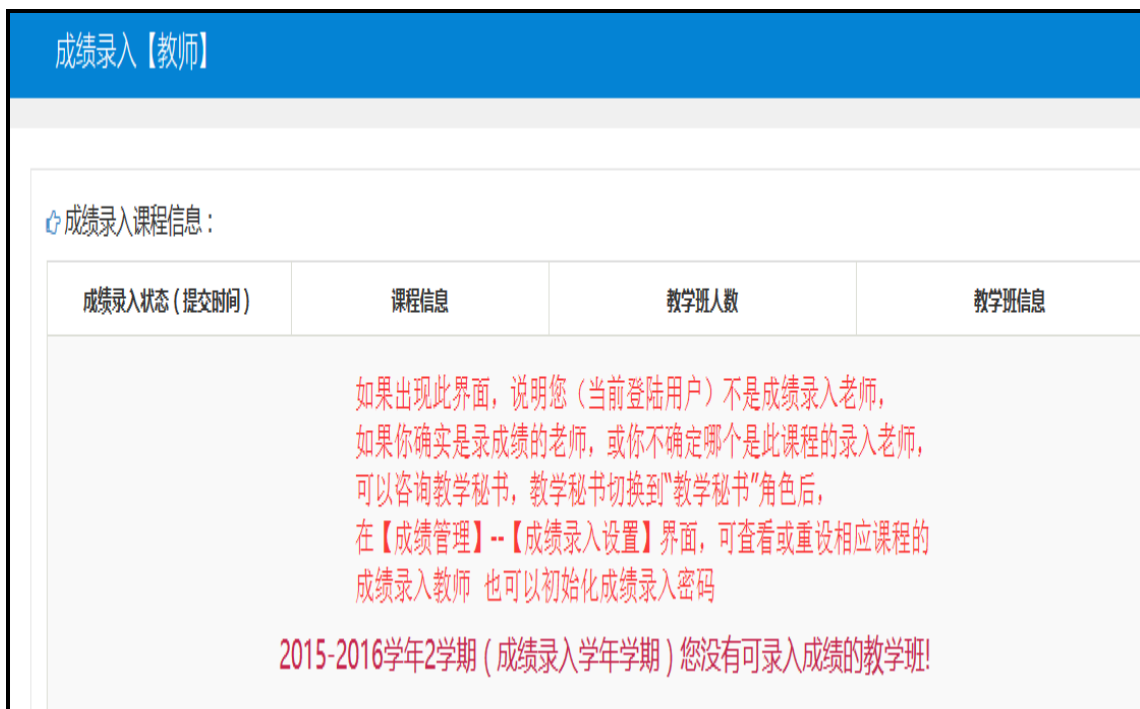 成绩录入【教师】
成绩录入课程信息：
成绩录入状态（提交时间） 课程信息 教学班人数 教学班信息
如果出现此界面，说明您（当前登陆用户）不是成绩录入老师，
如果你确实是录成绩的老师，或你不确定哪个是此课程的录入老师，
可以咨询教学秘书，教学秘书切换到"教学秘书"角色后，
在【成绩管理】--【成绩录入设置】界面，可查看或重设相应课程的
成绩录入教师 也可以初始化成绩录入密码
2015-2016学年2学期（成绩录入学年学期）您没有可录入成绩的教学班!